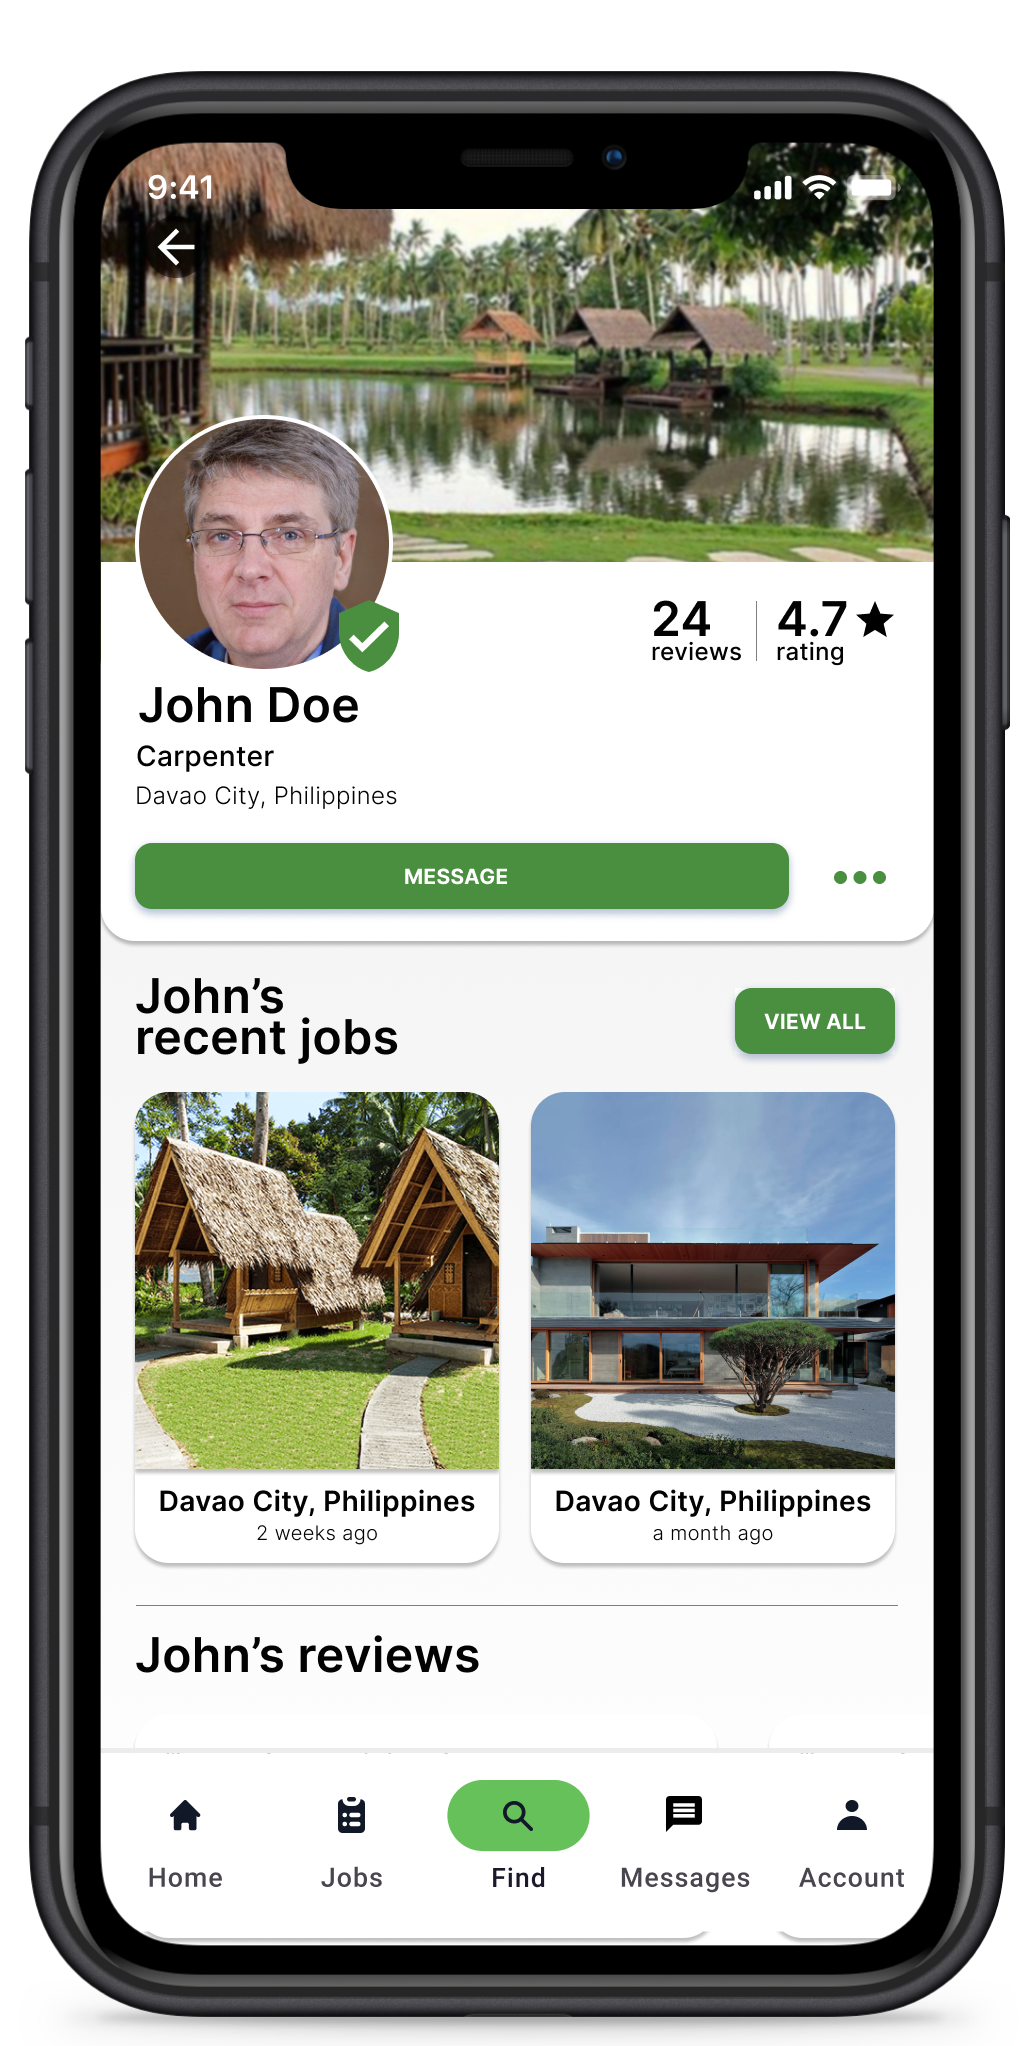 9:41
24
reviews
4.7
rating
John Doe
Carpenter
Davao City, Philippines
MESSAGE
John’s
recent jobs
VIEW ALL
Davao City, Philippines
2 weeks ago
Davao City, Philippines
a month ago
John’s reviews
Home
Jobs
Find
Messages
Account